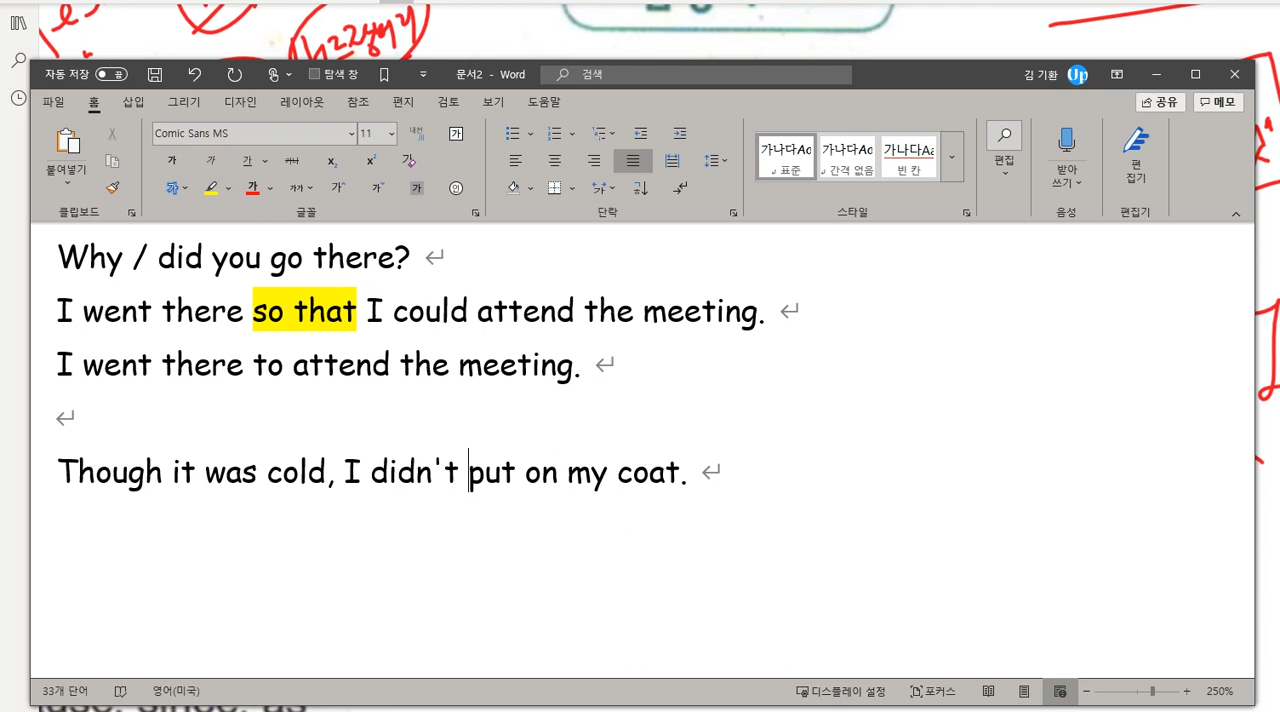 자동 저장 끔 탐색 창 문서2 - Word 검색 김 기환 Up
파일 홈 삽입 그리기 디자인 레이아웃 참조 편지 검토 보기 도움말 공유 메모
Comic Sans MS 11
붙여넣기
가나다Aa 가나다Aa 가나다Aa
표준 간격 없음 빈 칸
편집 받아쓰기 편집기
클립보드 글꼴 단락 스타일 음성 편집기
Why / did you go there?
I went there so that I could attend the meeting.
I went there to attend the meeting.
Though it was cold, I didn't put on my coat.
33개 단어 영어(미국) 디스플레이 설정 포커스 250%